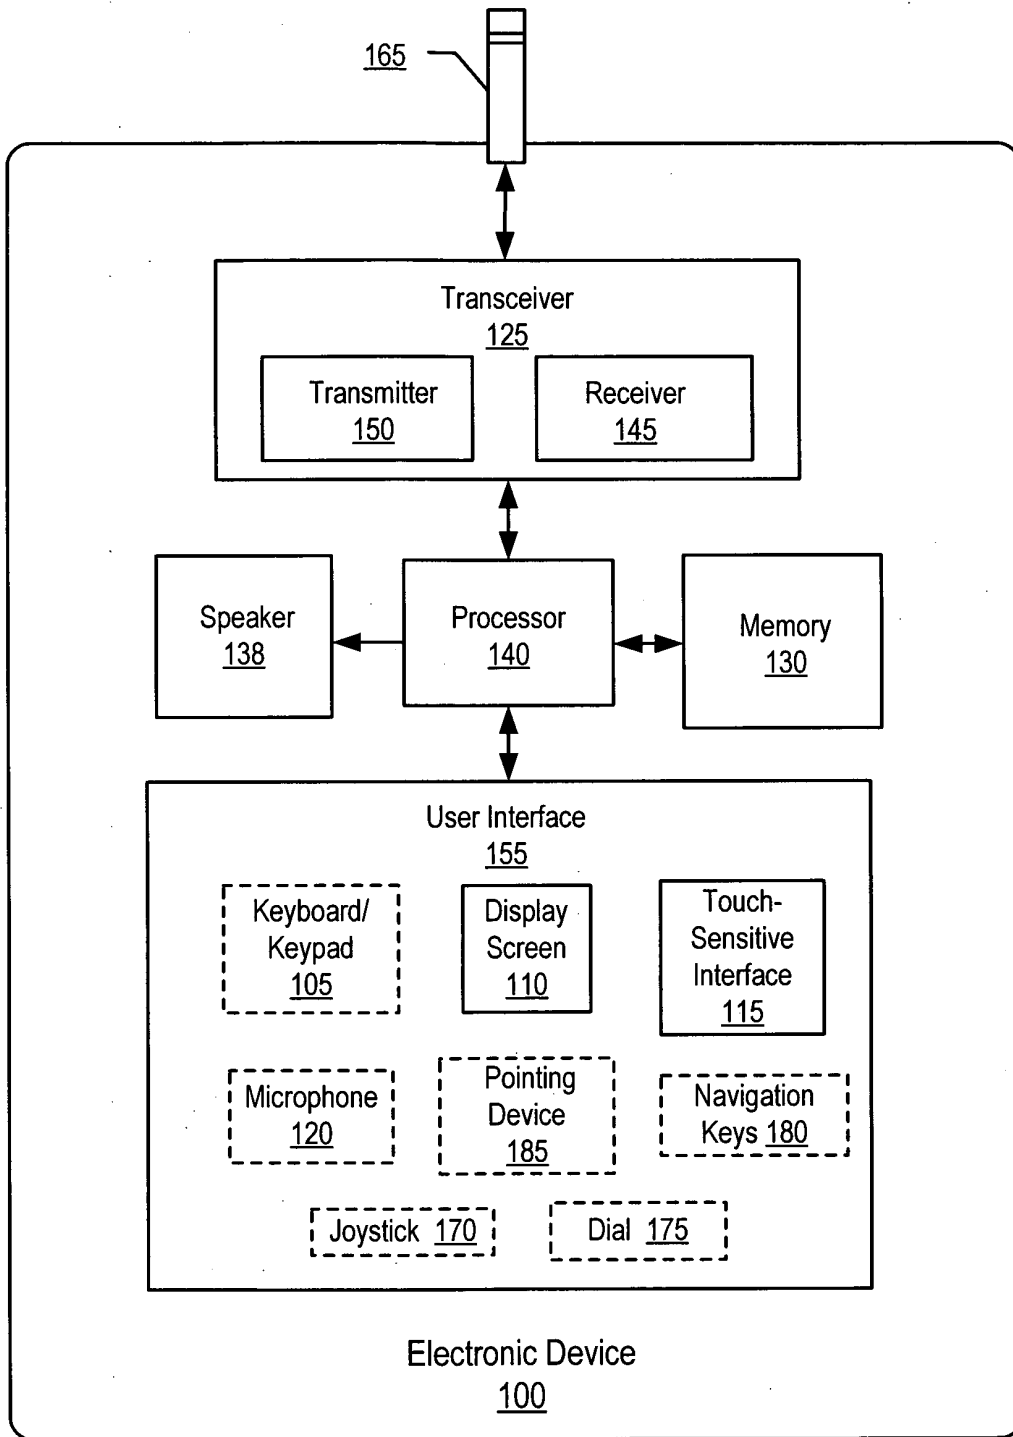 165
Transceiver
125
Transmitter
150
Receiver
145
Speaker
138
Processor
140
Memory
130
User Interface
155
Keyboard/
Keypad
105
Display
Screen
110
Touch-
Sensitive
Interface
115
Microphone
120
Pointing
Device
185
Navigation
Keys 180
Joystick 170
Dial 175
Electronic Device
100